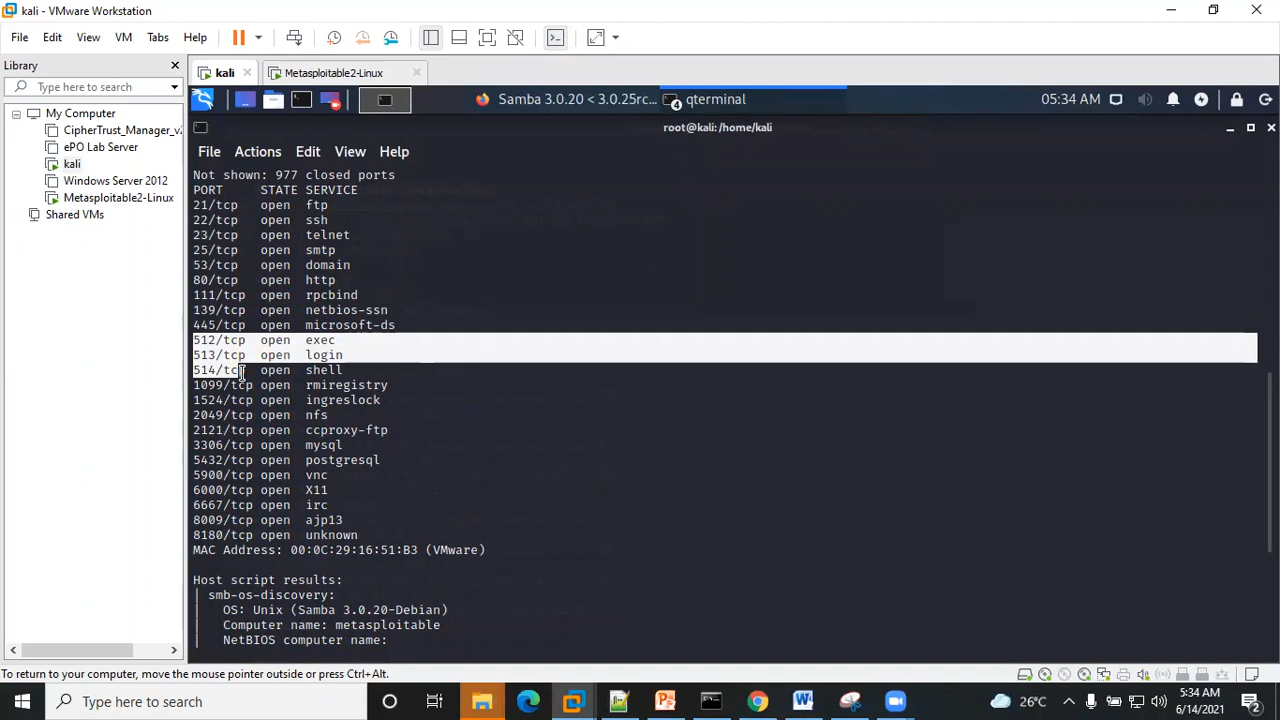 kali - VMware Workstation
File Edit View VM Tabs Help
Library
Type here to search
My Computer
CipherTrust_Manager_v
ePO Lab Server
kali
Windows Server 2012
Metasploitable2-Linux
Shared VMs
kali Metasploitable2-Linux
Samba 3.0.20 < 3.0.25rc... 4 qterminal 05:34 AM
root@kali: /home/kali
File Actions Edit View Help
Not shown: 977 closed ports
PORT STATE SERVICE
21/tcp open ftp
22/tcp open ssh
23/tcp open telnet
25/tcp open smtp
53/tcp open domain
80/tcp open http
111/tcp open rpcbind
139/tcp open netbios-ssn
445/tcp open microsoft-ds
512/tcp open exec
513/tcp open login
514/tcp open shell
1099/tcp open rmiregistry
1524/tcp open ingreslock
2049/tcp open nfs
2121/tcp open ccproxy-ftp
3306/tcp open mysql
5432/tcp open postgresql
5900/tcp open vnc
6000/tcp open X11
6667/tcp open irc
8009/tcp open ajp13
8180/tcp open unknown
MAC Address: 00:0C:29:16:51:B3 (VMware)
Host script results:
| smb-os-discovery:
| OS: Unix (Samba 3.0.20-Debian)
| Computer name: metasploitable
| NetBIOS computer name:
To return to your computer, move the mouse pointer outside or press Ctrl+Alt.
Type here to search
26°C
5:34 AM
6/14/2021
2